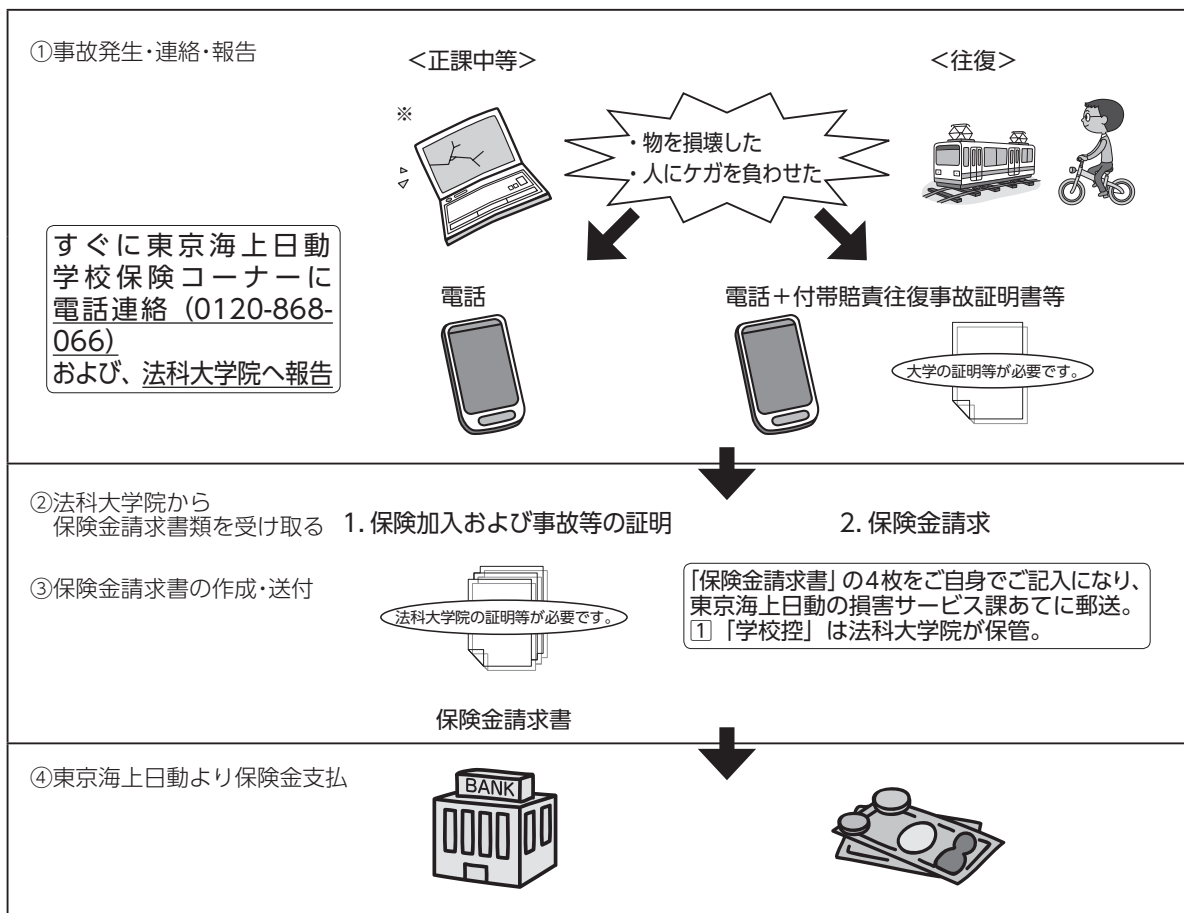 ①事故発生・連絡・報告
＜正課中等＞
＜往復＞
※
・物を損壊した
・人にケガを負わせた
すぐに東京海上日動
学校保険コーナーに
電話連絡（0120-868-
066）
および、法科大学院へ報告
電話
電話＋付帯賠責往復事故証明書等
大学の証明等が必要です。
②法科大学院から
保険金請求書類を受け取る
1. 保険加入および事故等の証明
2. 保険金請求
③保険金請求書の作成・送付
法科大学院の証明等が必要です。
「保険金請求書」の4枚をご自身でご記入になり、
東京海上日動の損害サービス課あてに郵送。
1 「学校控」は法科大学院が保管。
保険金請求書
④東京海上日動より保険金支払
BANK